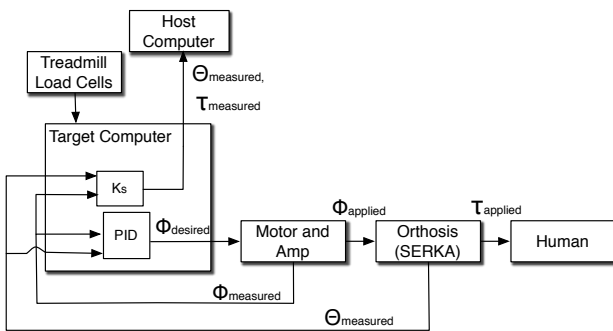 Host
Computer
Treadmill
Load Cells
Θmeasured,
τmeasured
Target Computer
Ks
PID
Φdesired
Motor and
Amp
Φapplied
Orthosis
(SERKA)
τapplied
Human
Φmeasured
Θmeasured